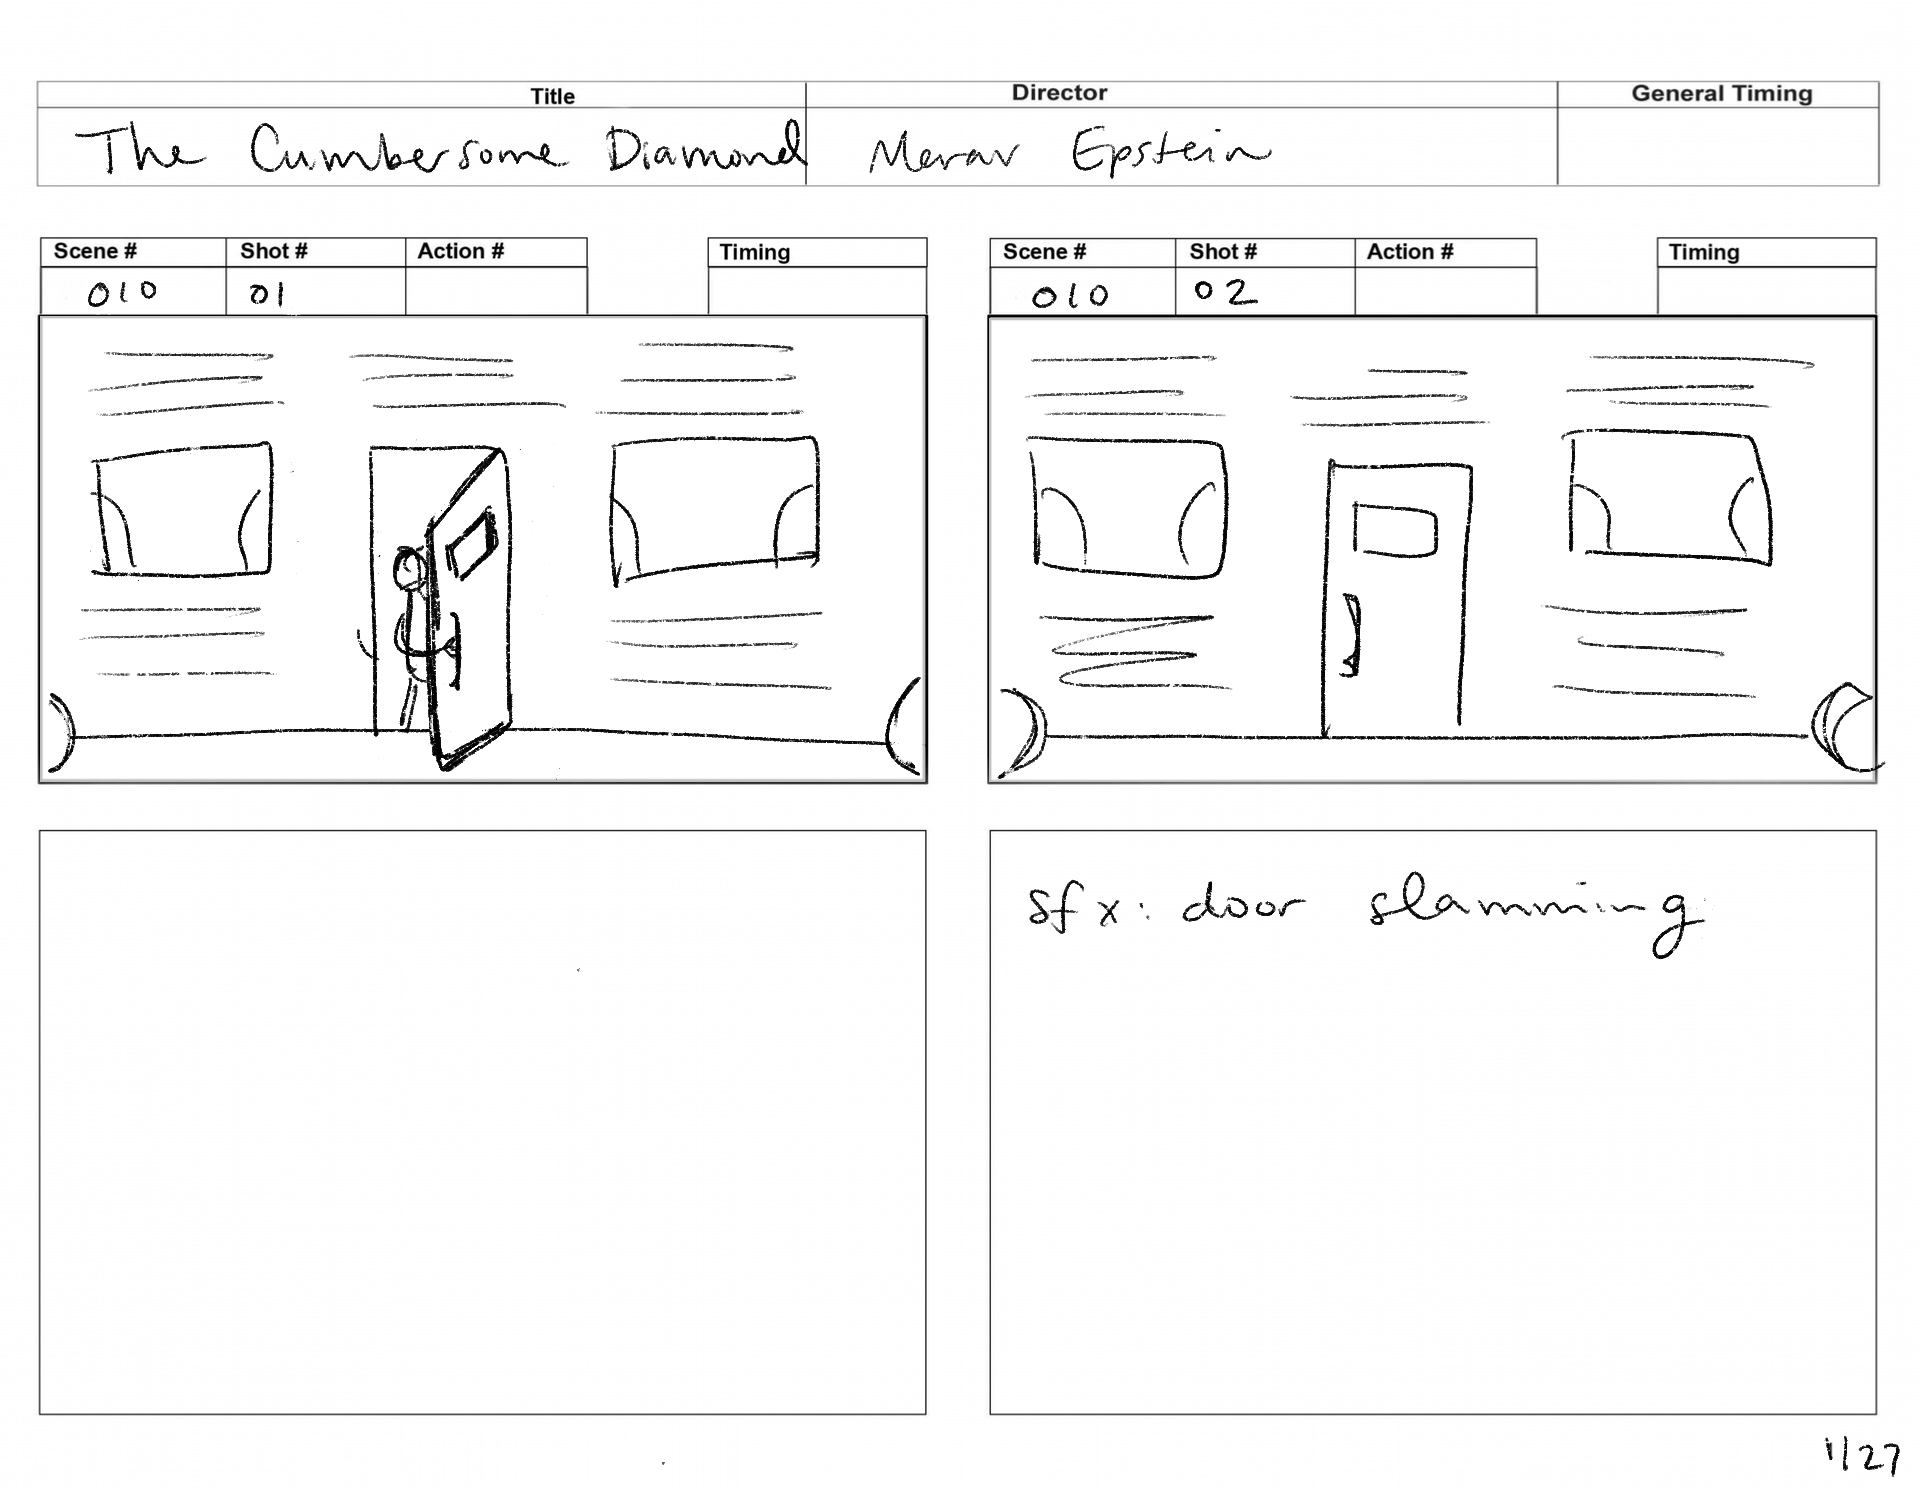 Title Director General Timing
The Cumbersome Diamond Merav Epstein
Scene # Shot # Action # Timing
010 01
Scene # Shot # Action # Timing
010 02
sfx: door slamming
1/27